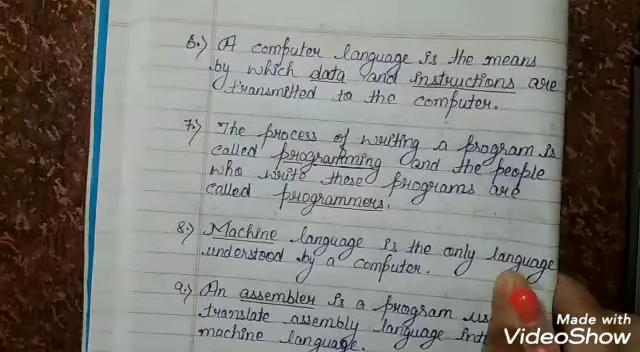 6.) A computer language is the means
by which data and instructions are
transmitted to the computer.
7.) The process of writing a program is
called programming and the people
who write these programs are
called programmers.
8.) Machine language is the only language
understood by a computer.
9.) An assembler is a program
translate assembly language
machine language.
Made with
VideoShow